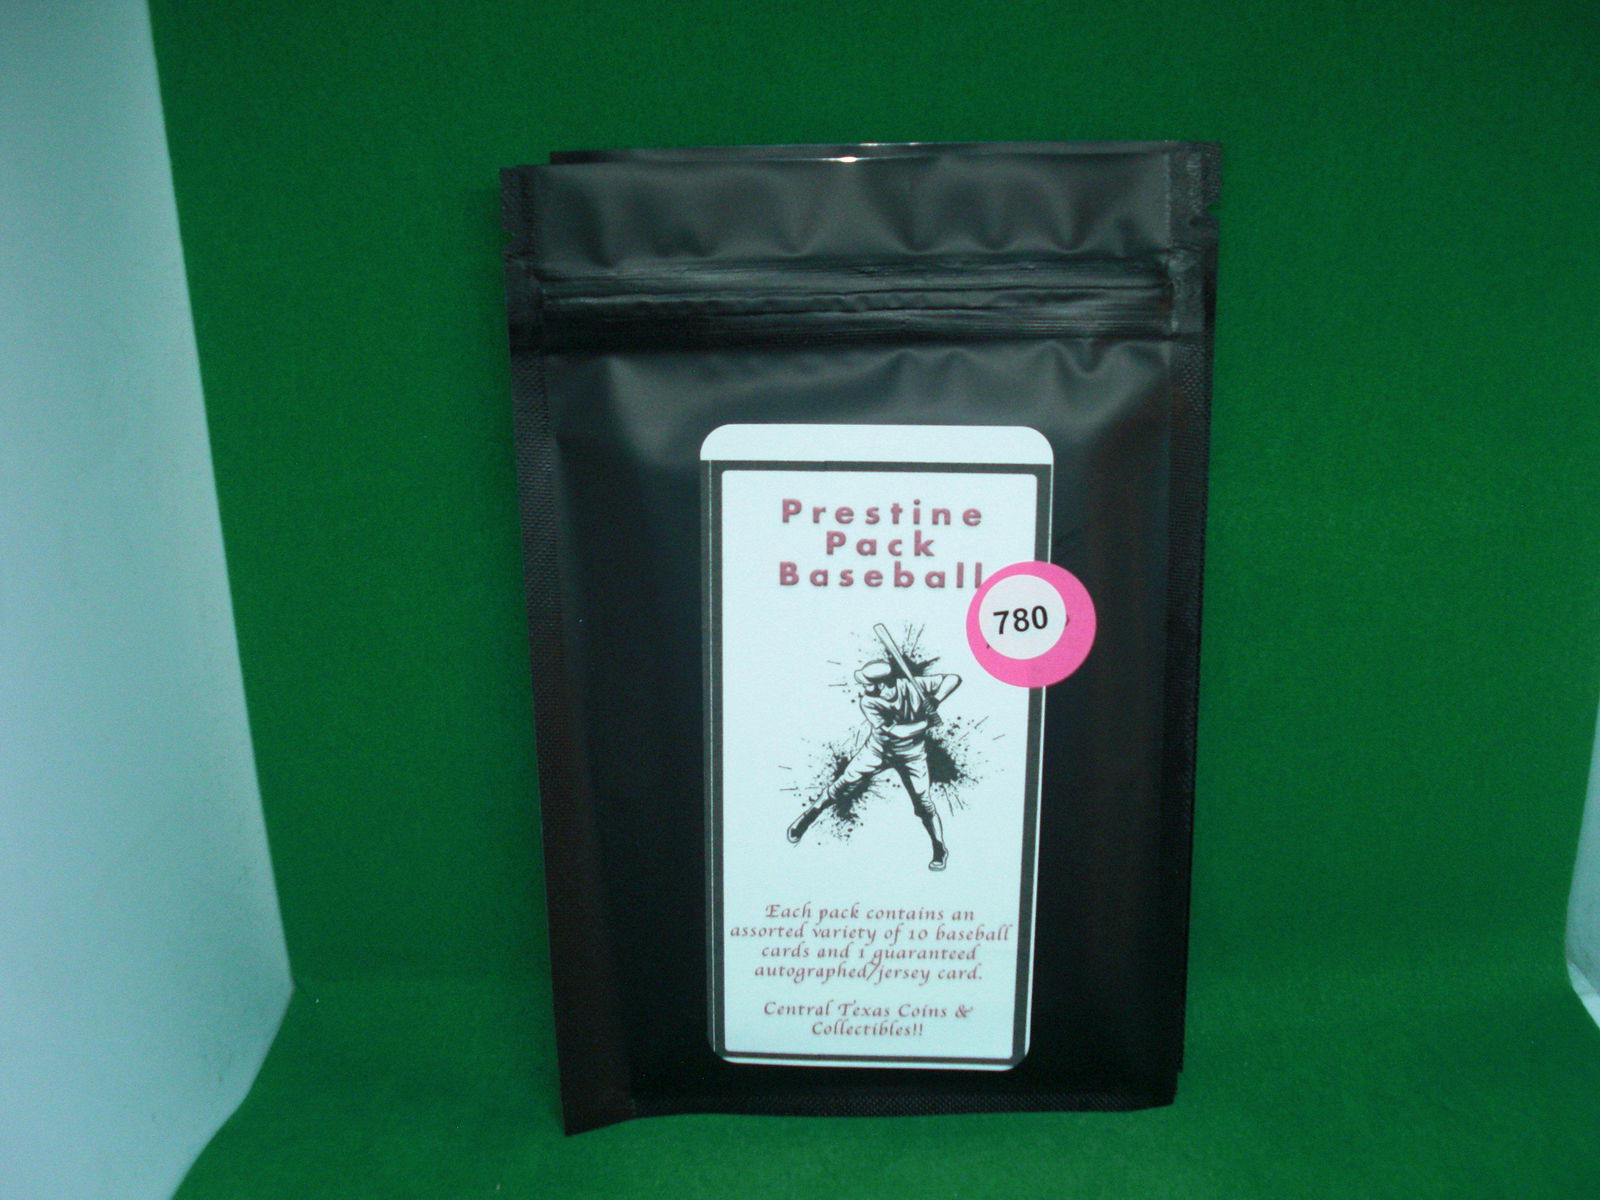 Prestine
Pack
Baseball
780
Each pack contains an
assorted variety of 10 baseball
cards and 1 guaranteed
autographed/jersey card.
Central Texas Coins &
Collectibles!!